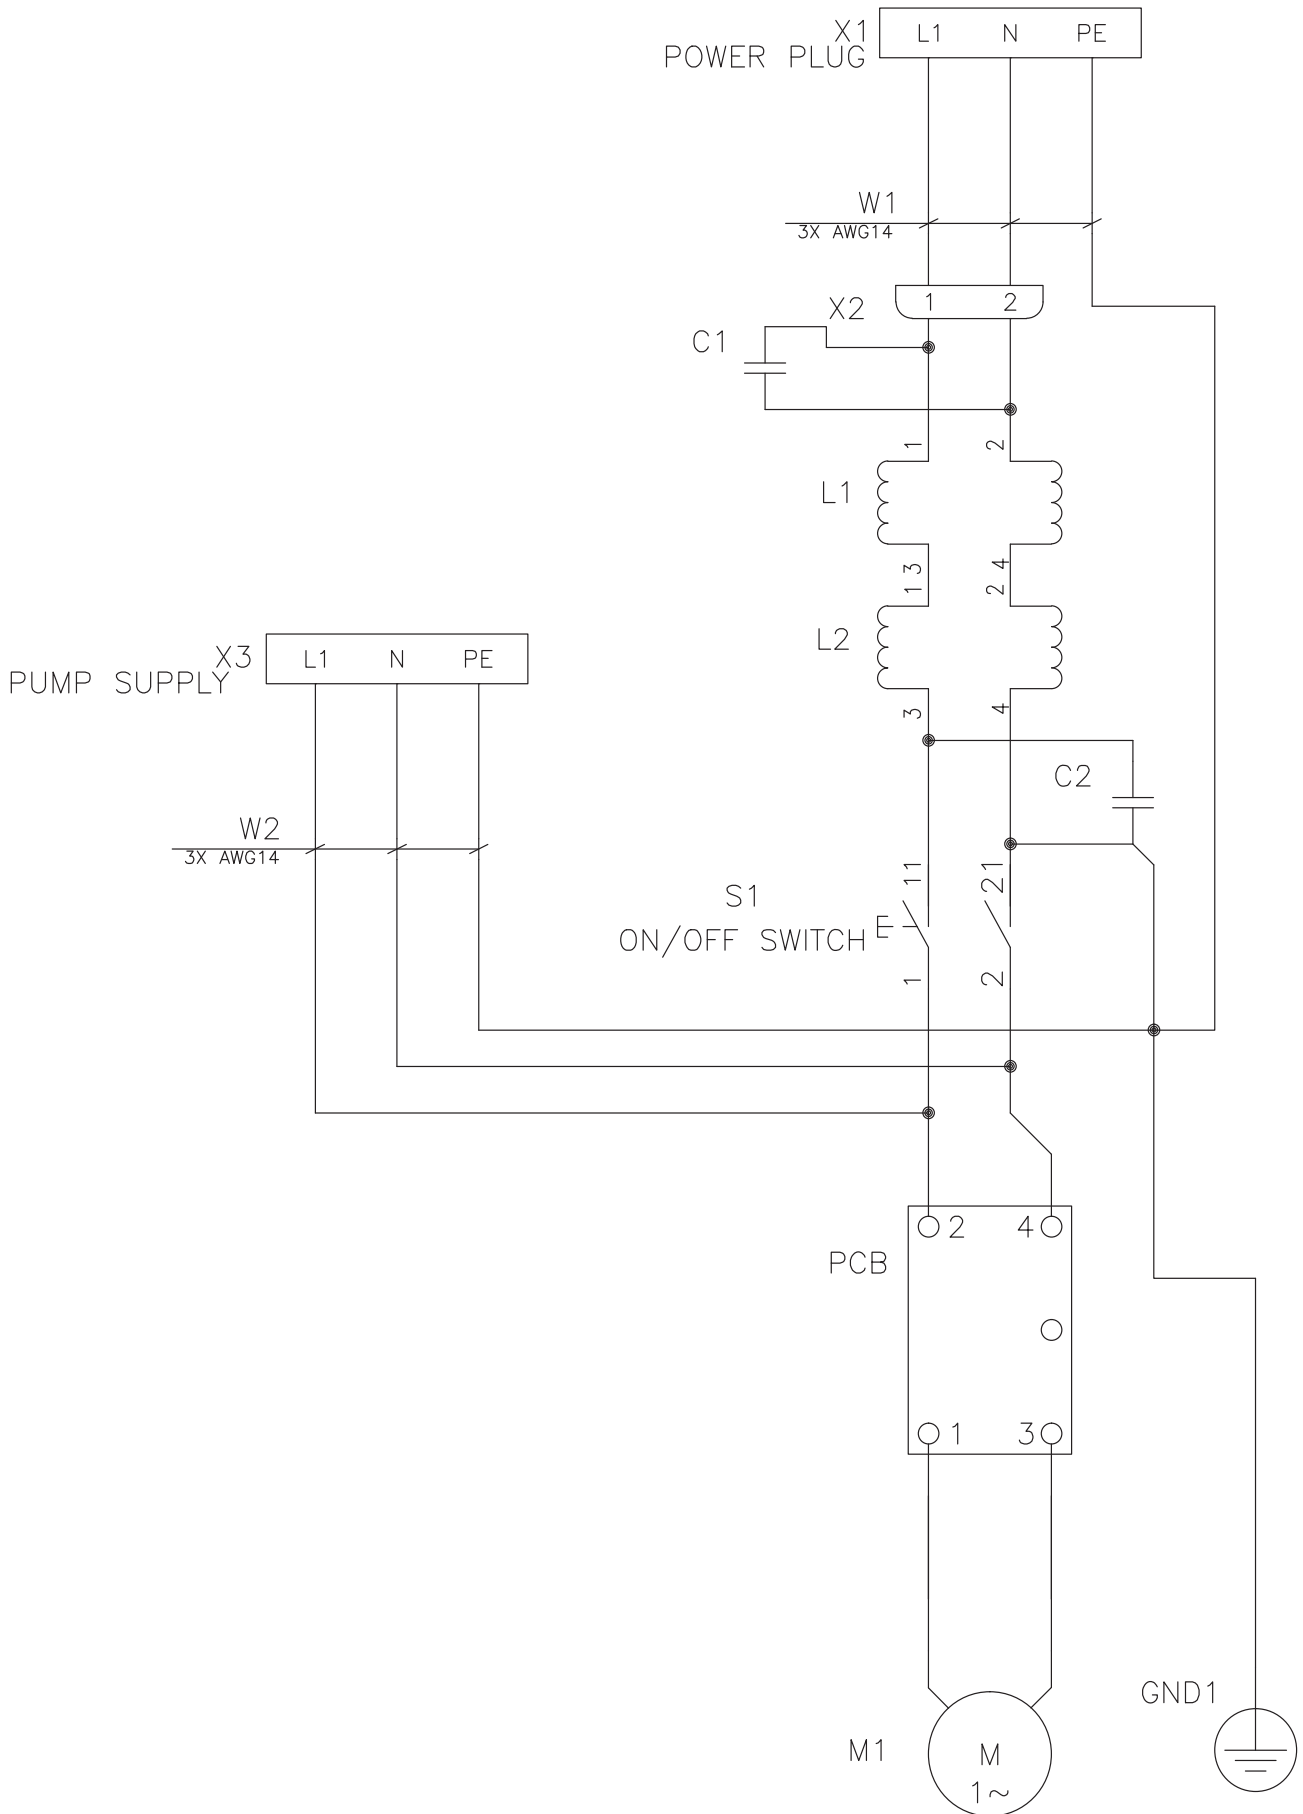 X1 L1 N PE
POWER PLUG
W1
3X AWG14
1 2
X2
C1
1 2
L1
3 4
1 2
L2
X3 L1 N PE
PUMP SUPPLY
3 4
C2
W2
3X AWG14
11 21
S1
ON/OFF SWITCH
1 2
2 4
PCB
1 3
GND1
M1 M
1~